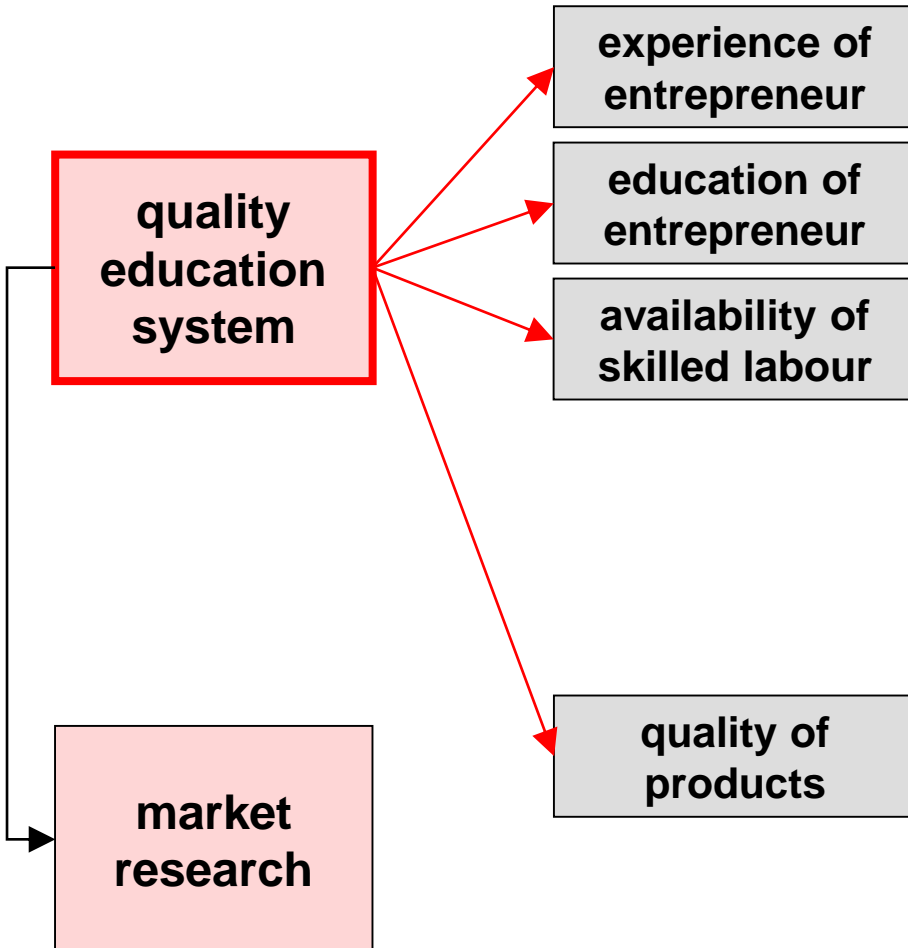 experience of
entrepreneur
quality
education
system
education of
entrepreneur
availability of
skilled labour
quality of
products
market
research